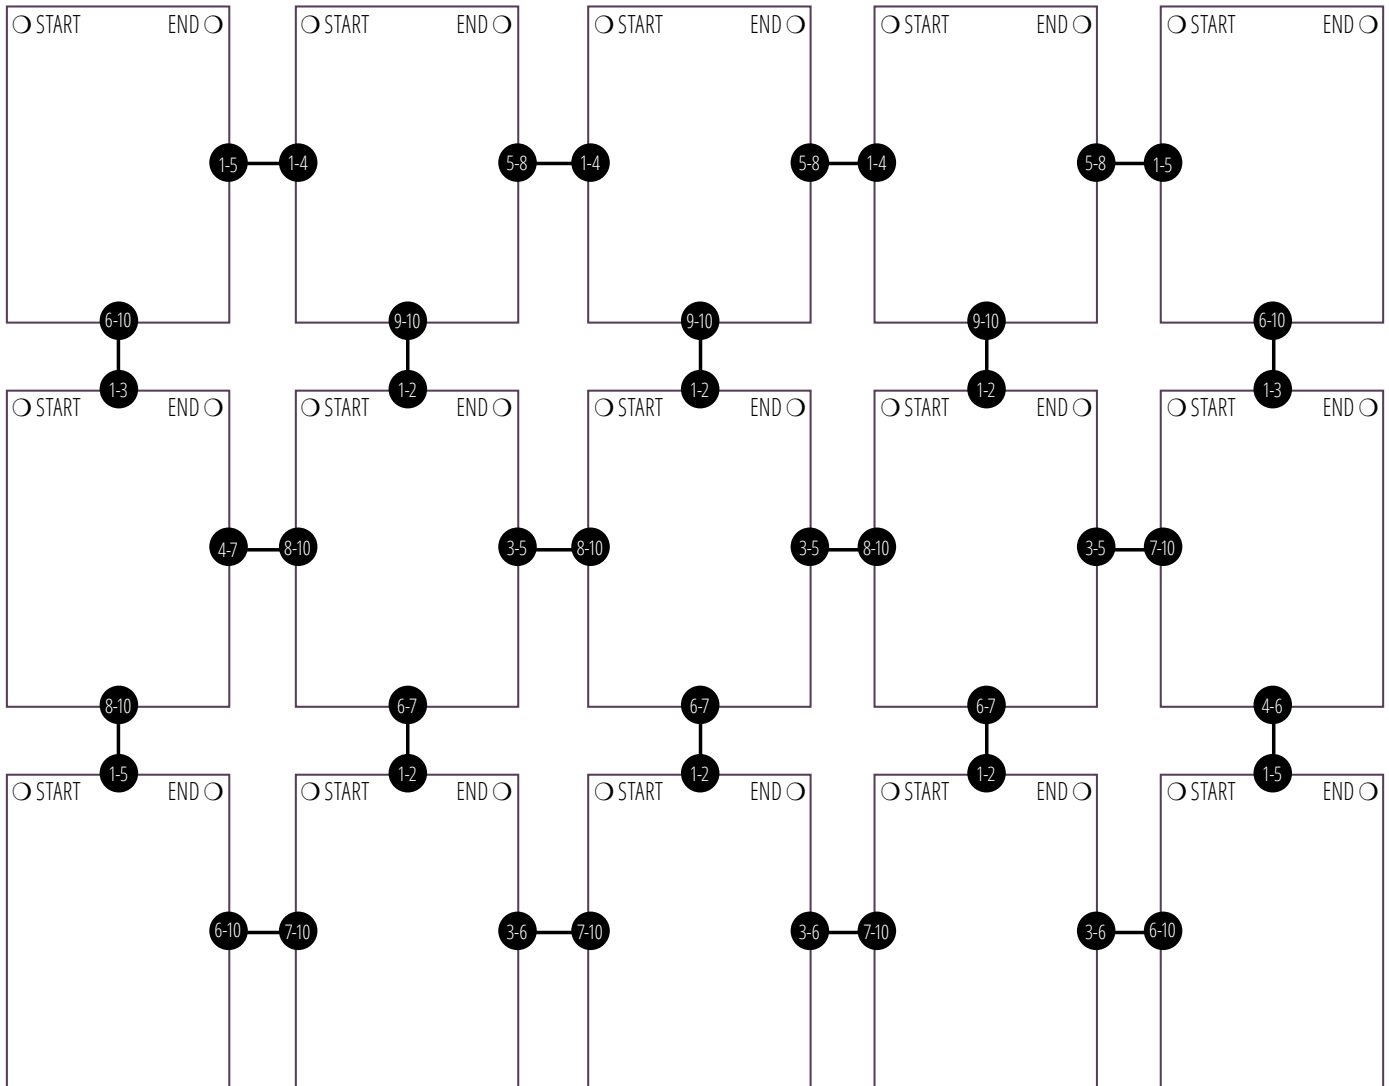 START END START END START END START END START END
1-5 1-4 5-8 1-4 5-8 1-4 5-8 1-5
6-10 9-10 9-10 9-10 6-10
1-3 1-2 1-2 1-2 1-3
START END START END START END START END START END
4-7 8-10 3-5 8-10 3-5 8-10 3-5 7-10
8-10 6-7 6-7 6-7 4-6
1-5 1-2 1-2 1-2 1-5
START END START END START END START END START END
6-10 7-10 3-6 7-10 3-6 7-10 3-6 6-10